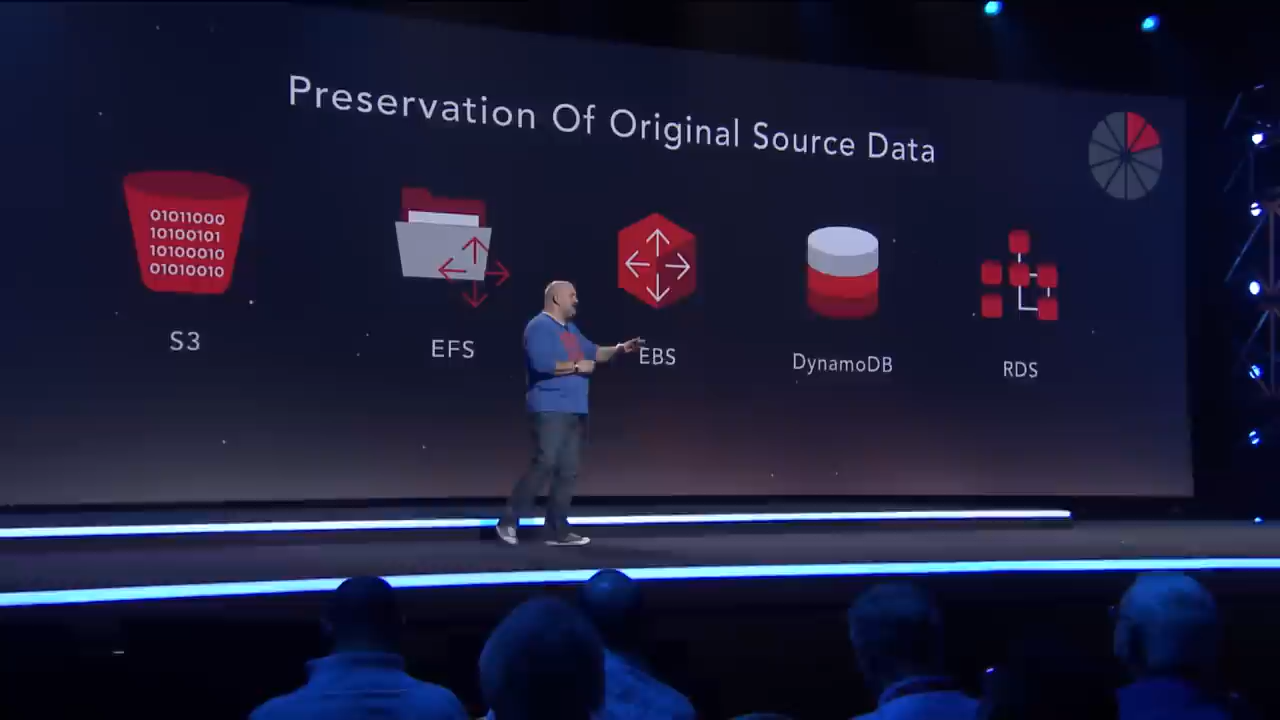 Preservation Of Original Source Data
01011000
10100101
10100010
01010010
S3
EFS
EBS
DynamoDB
RDS